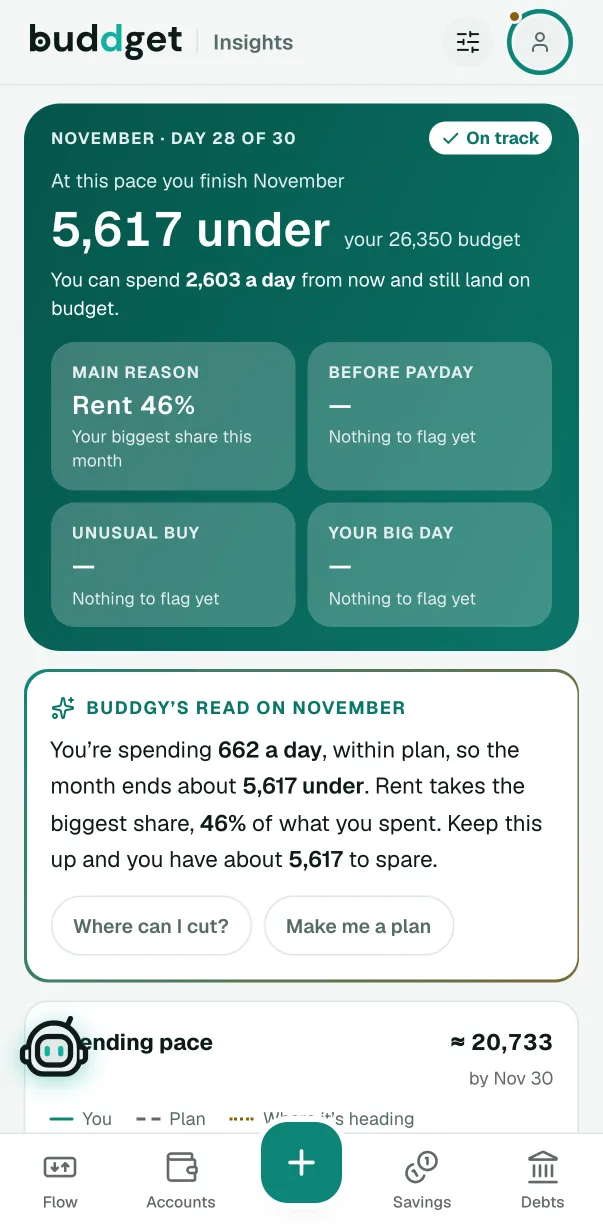 buddget
Insights
NOVEMBER · DAY 28 OF 30
On track
At this pace you finish November
5,617 under your 26,350 budget
You can spend 2,603 a day from now and still land on
budget.
MAIN REASON
Rent 46%
Your biggest share this
month
BEFORE PAYDAY
—
Nothing to flag yet
UNUSUAL BUY
—
Nothing to flag yet
YOUR BIG DAY
—
Nothing to flag yet
BUDDGY’S READ ON NOVEMBER
You’re spending 662 a day, within plan, so the
month ends about 5,617 under. Rent takes the
biggest share, 46% of what you spent. Keep this
up and you have about 5,617 to spare.
Where can I cut?
Make me a plan
ending pace
≈ 20,733
by Nov 30
You
Plan
Where it’s heading
Flow
Accounts
Savings
Debts